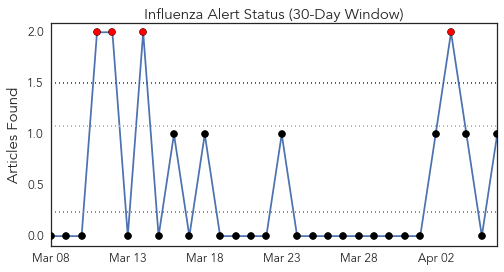 Influenza Alert Status (30-Day Window)
Articles Found
2.0
1.5
1.0
0.5
0.0
Mar 08 Mar 13 Mar 18 Mar 23 Mar 28 Apr 02